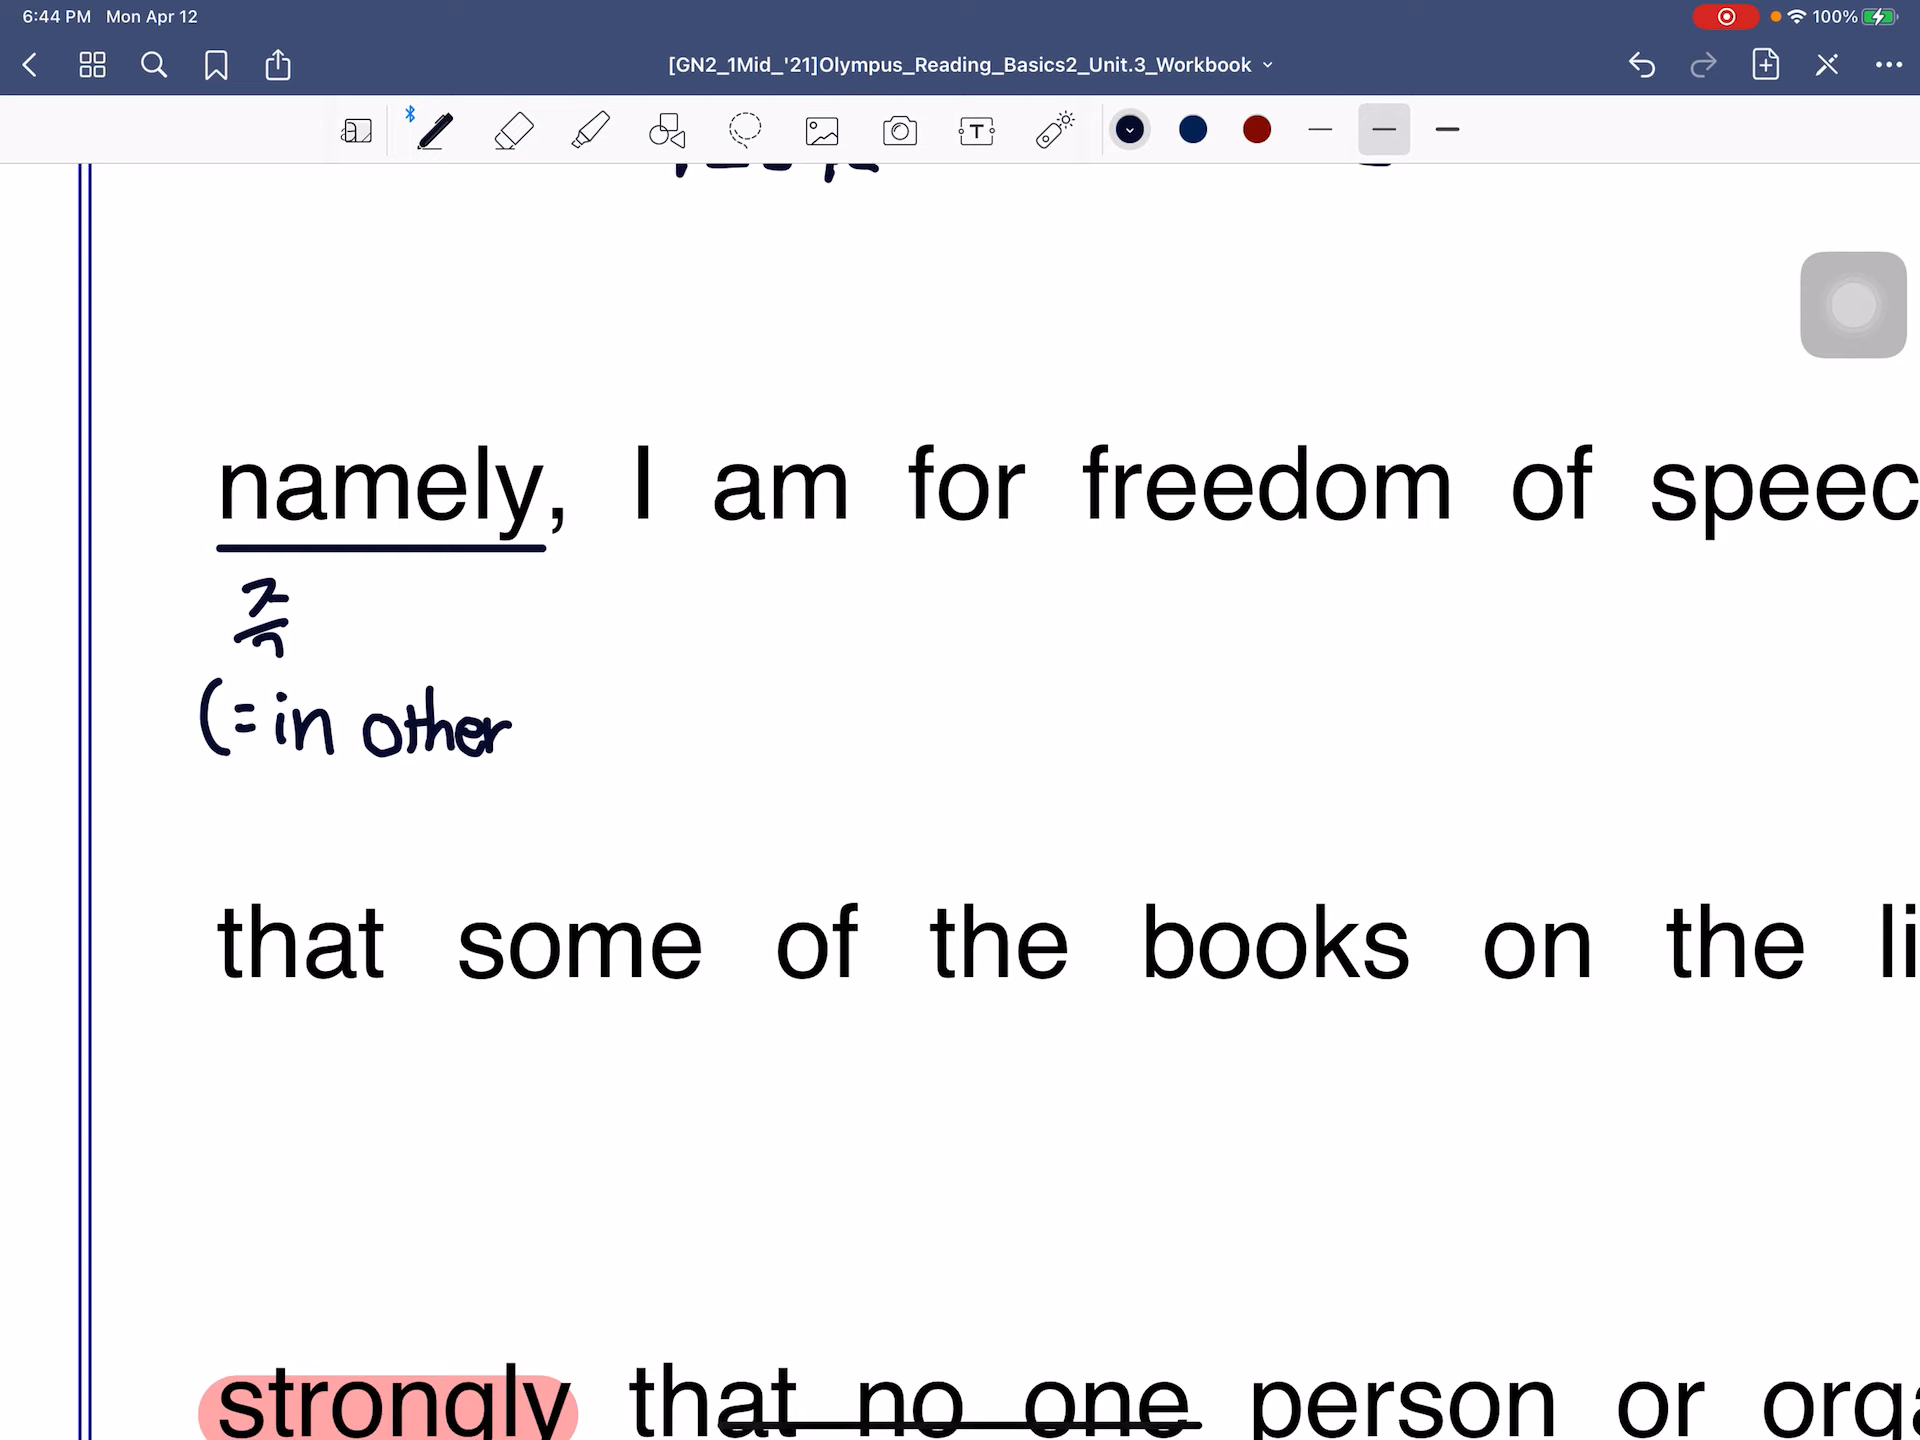 6:44 PM Mon Apr 12
100%
[GN2_1Mid_'21]Olympus_Reading_Basics2_Unit.3_Workbook
namely, I am for freedom of speec
즉
(= in other
that some of the books on the li
strongly that no one person or orga